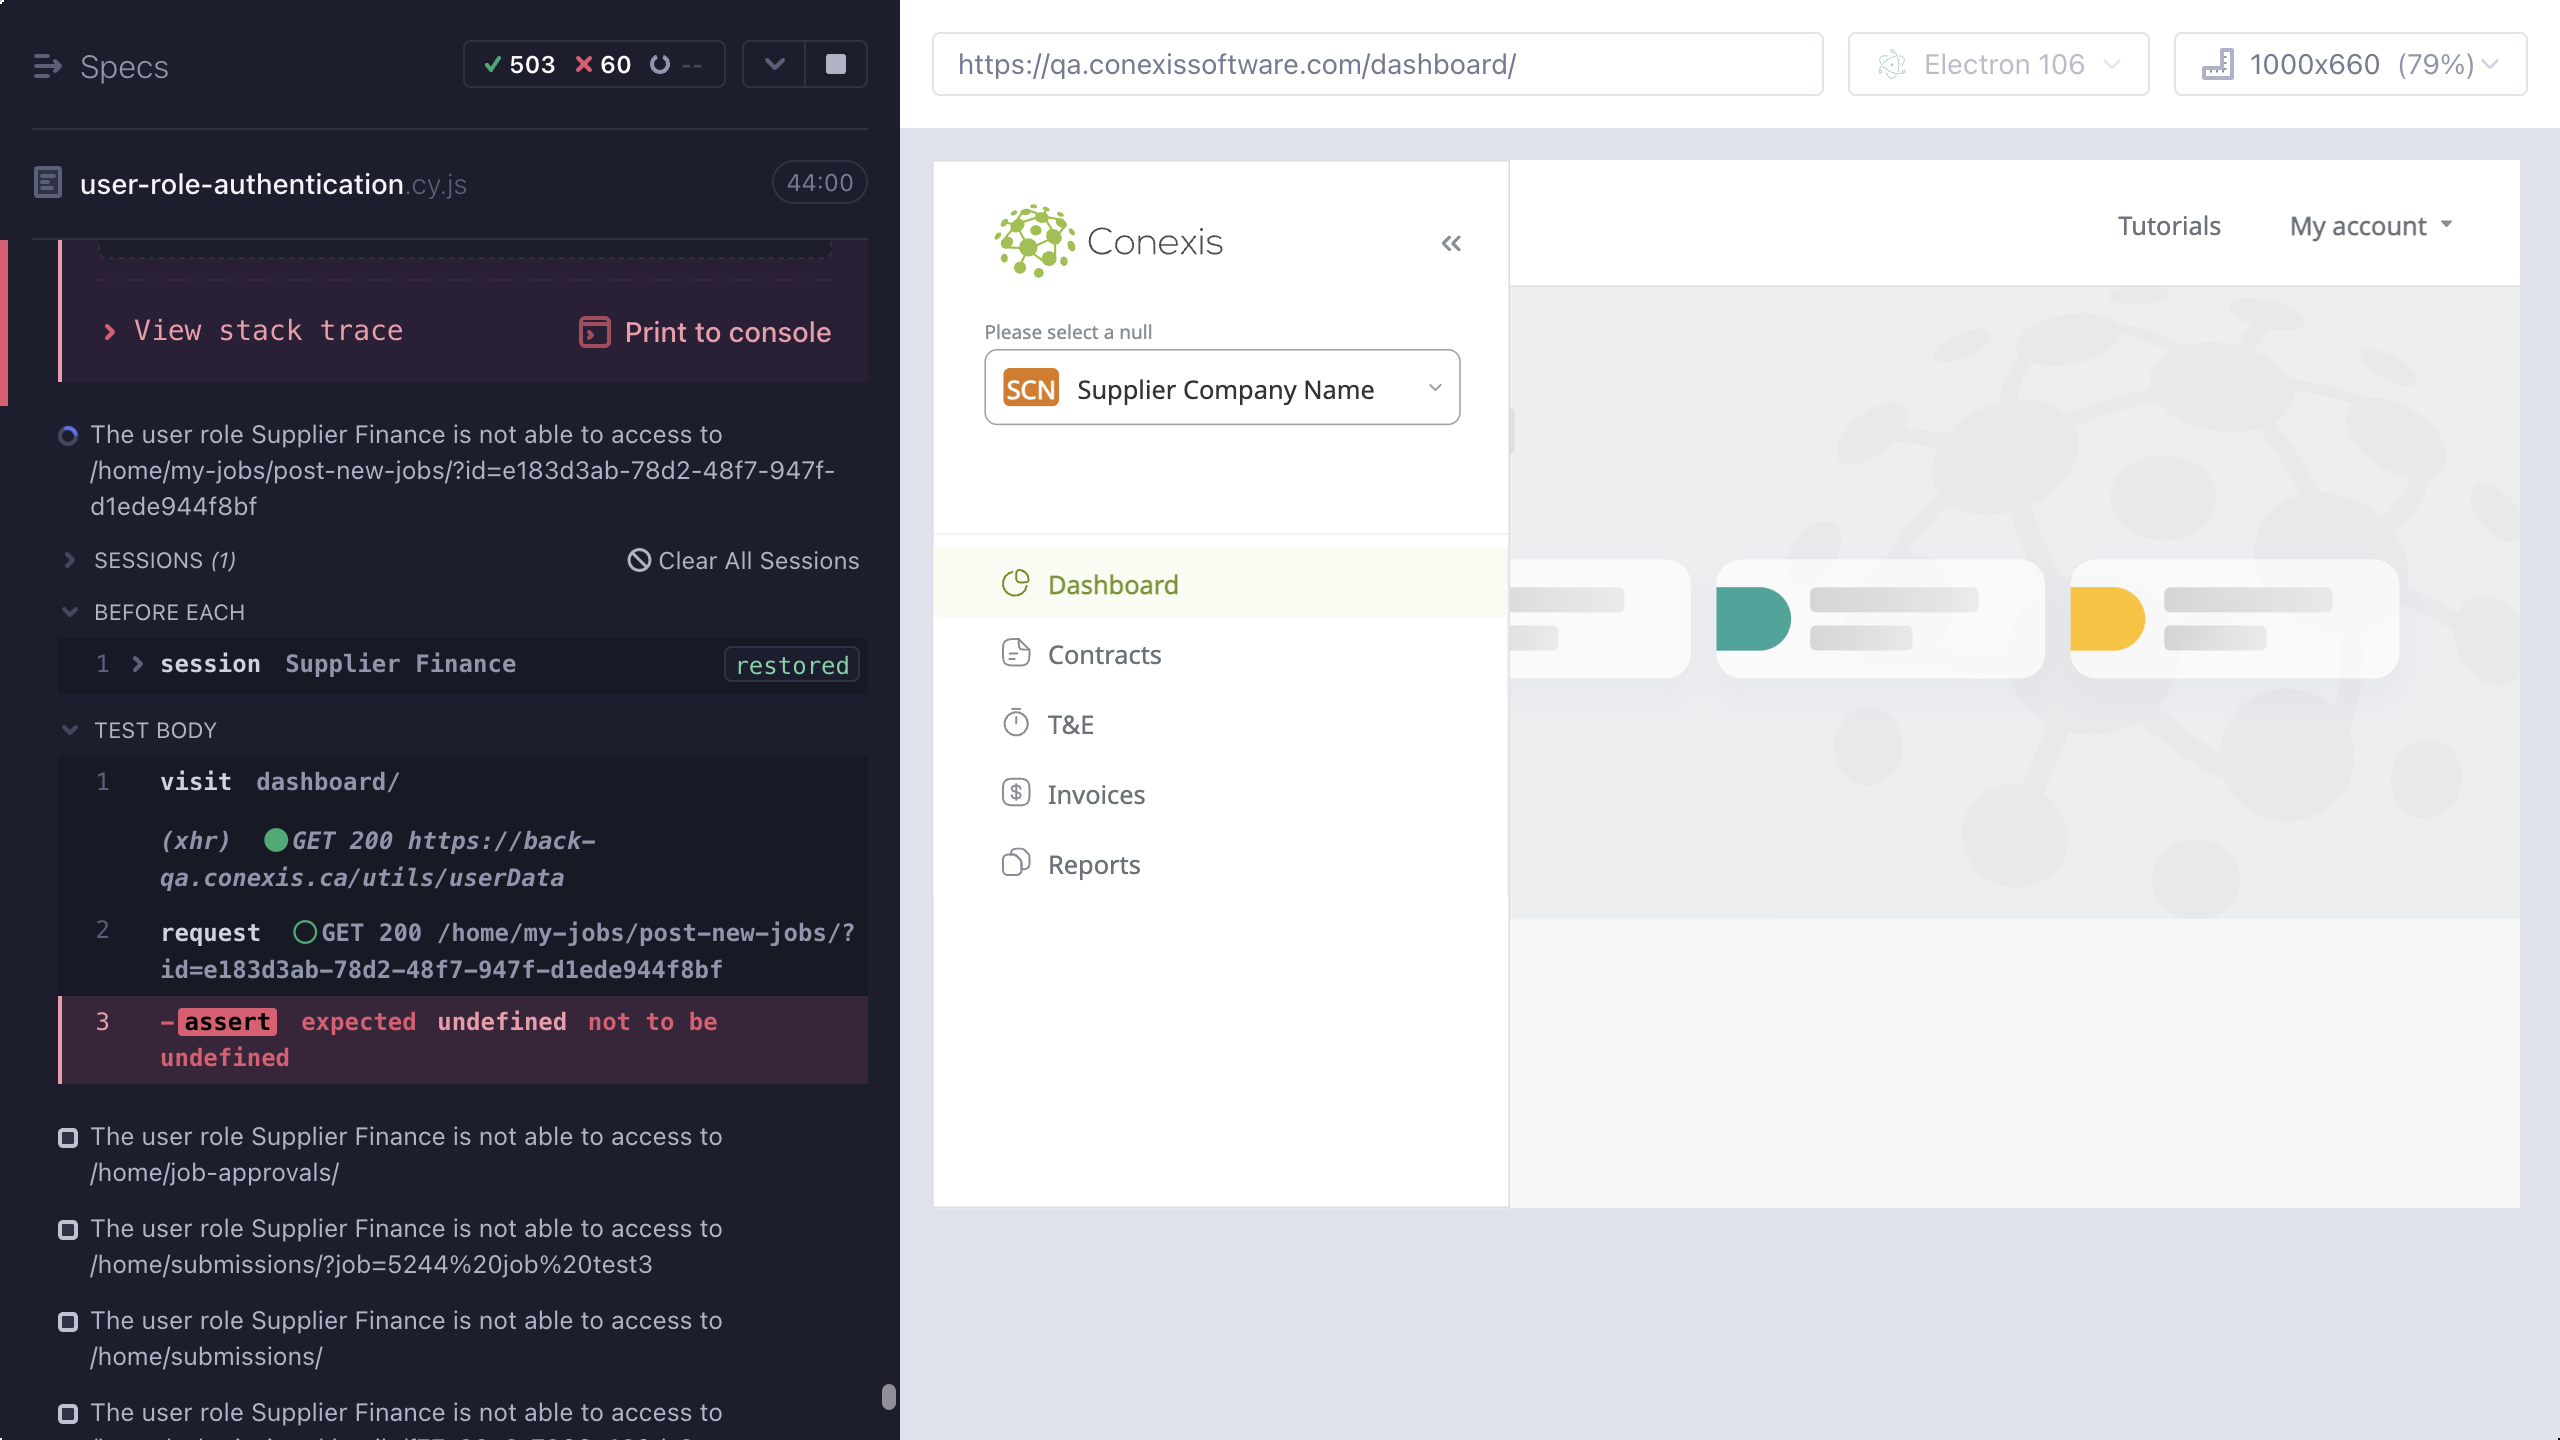 Specs
503 60 --
user-role-authentication.cy.js 44:00
View stack trace Print to console
The user role Supplier Finance is not able to access to
/home/my-jobs/post-new-jobs/?id=e183d3ab-78d2-48f7-947f-
d1ede944f8bf
SESSIONS (1) Clear All Sessions
BEFORE EACH
1 session Supplier Finance restored
TEST BODY
1 visit dashboard/
(xhr) GET 200 https://back-
qa.conexis.ca/utils/userData
2 request GET 200 /home/my-jobs/post-new-jobs/?
id=e183d3ab-78d2-48f7-947f-d1ede944f8bf
3 -assert expected undefined not to be
undefined
The user role Supplier Finance is not able to access to
/home/job-approvals/
The user role Supplier Finance is not able to access to
/home/submissions/?job=5244%20job%20test3
The user role Supplier Finance is not able to access to
/home/submissions/
The user role Supplier Finance is not able to access to
https://qa.conexissoftware.com/dashboard/
Electron 106
1000x660 (79%)
Conexis
Tutorials
My account
Please select a null
SCN Supplier Company Name
Dashboard
Contracts
T&E
Invoices
Reports